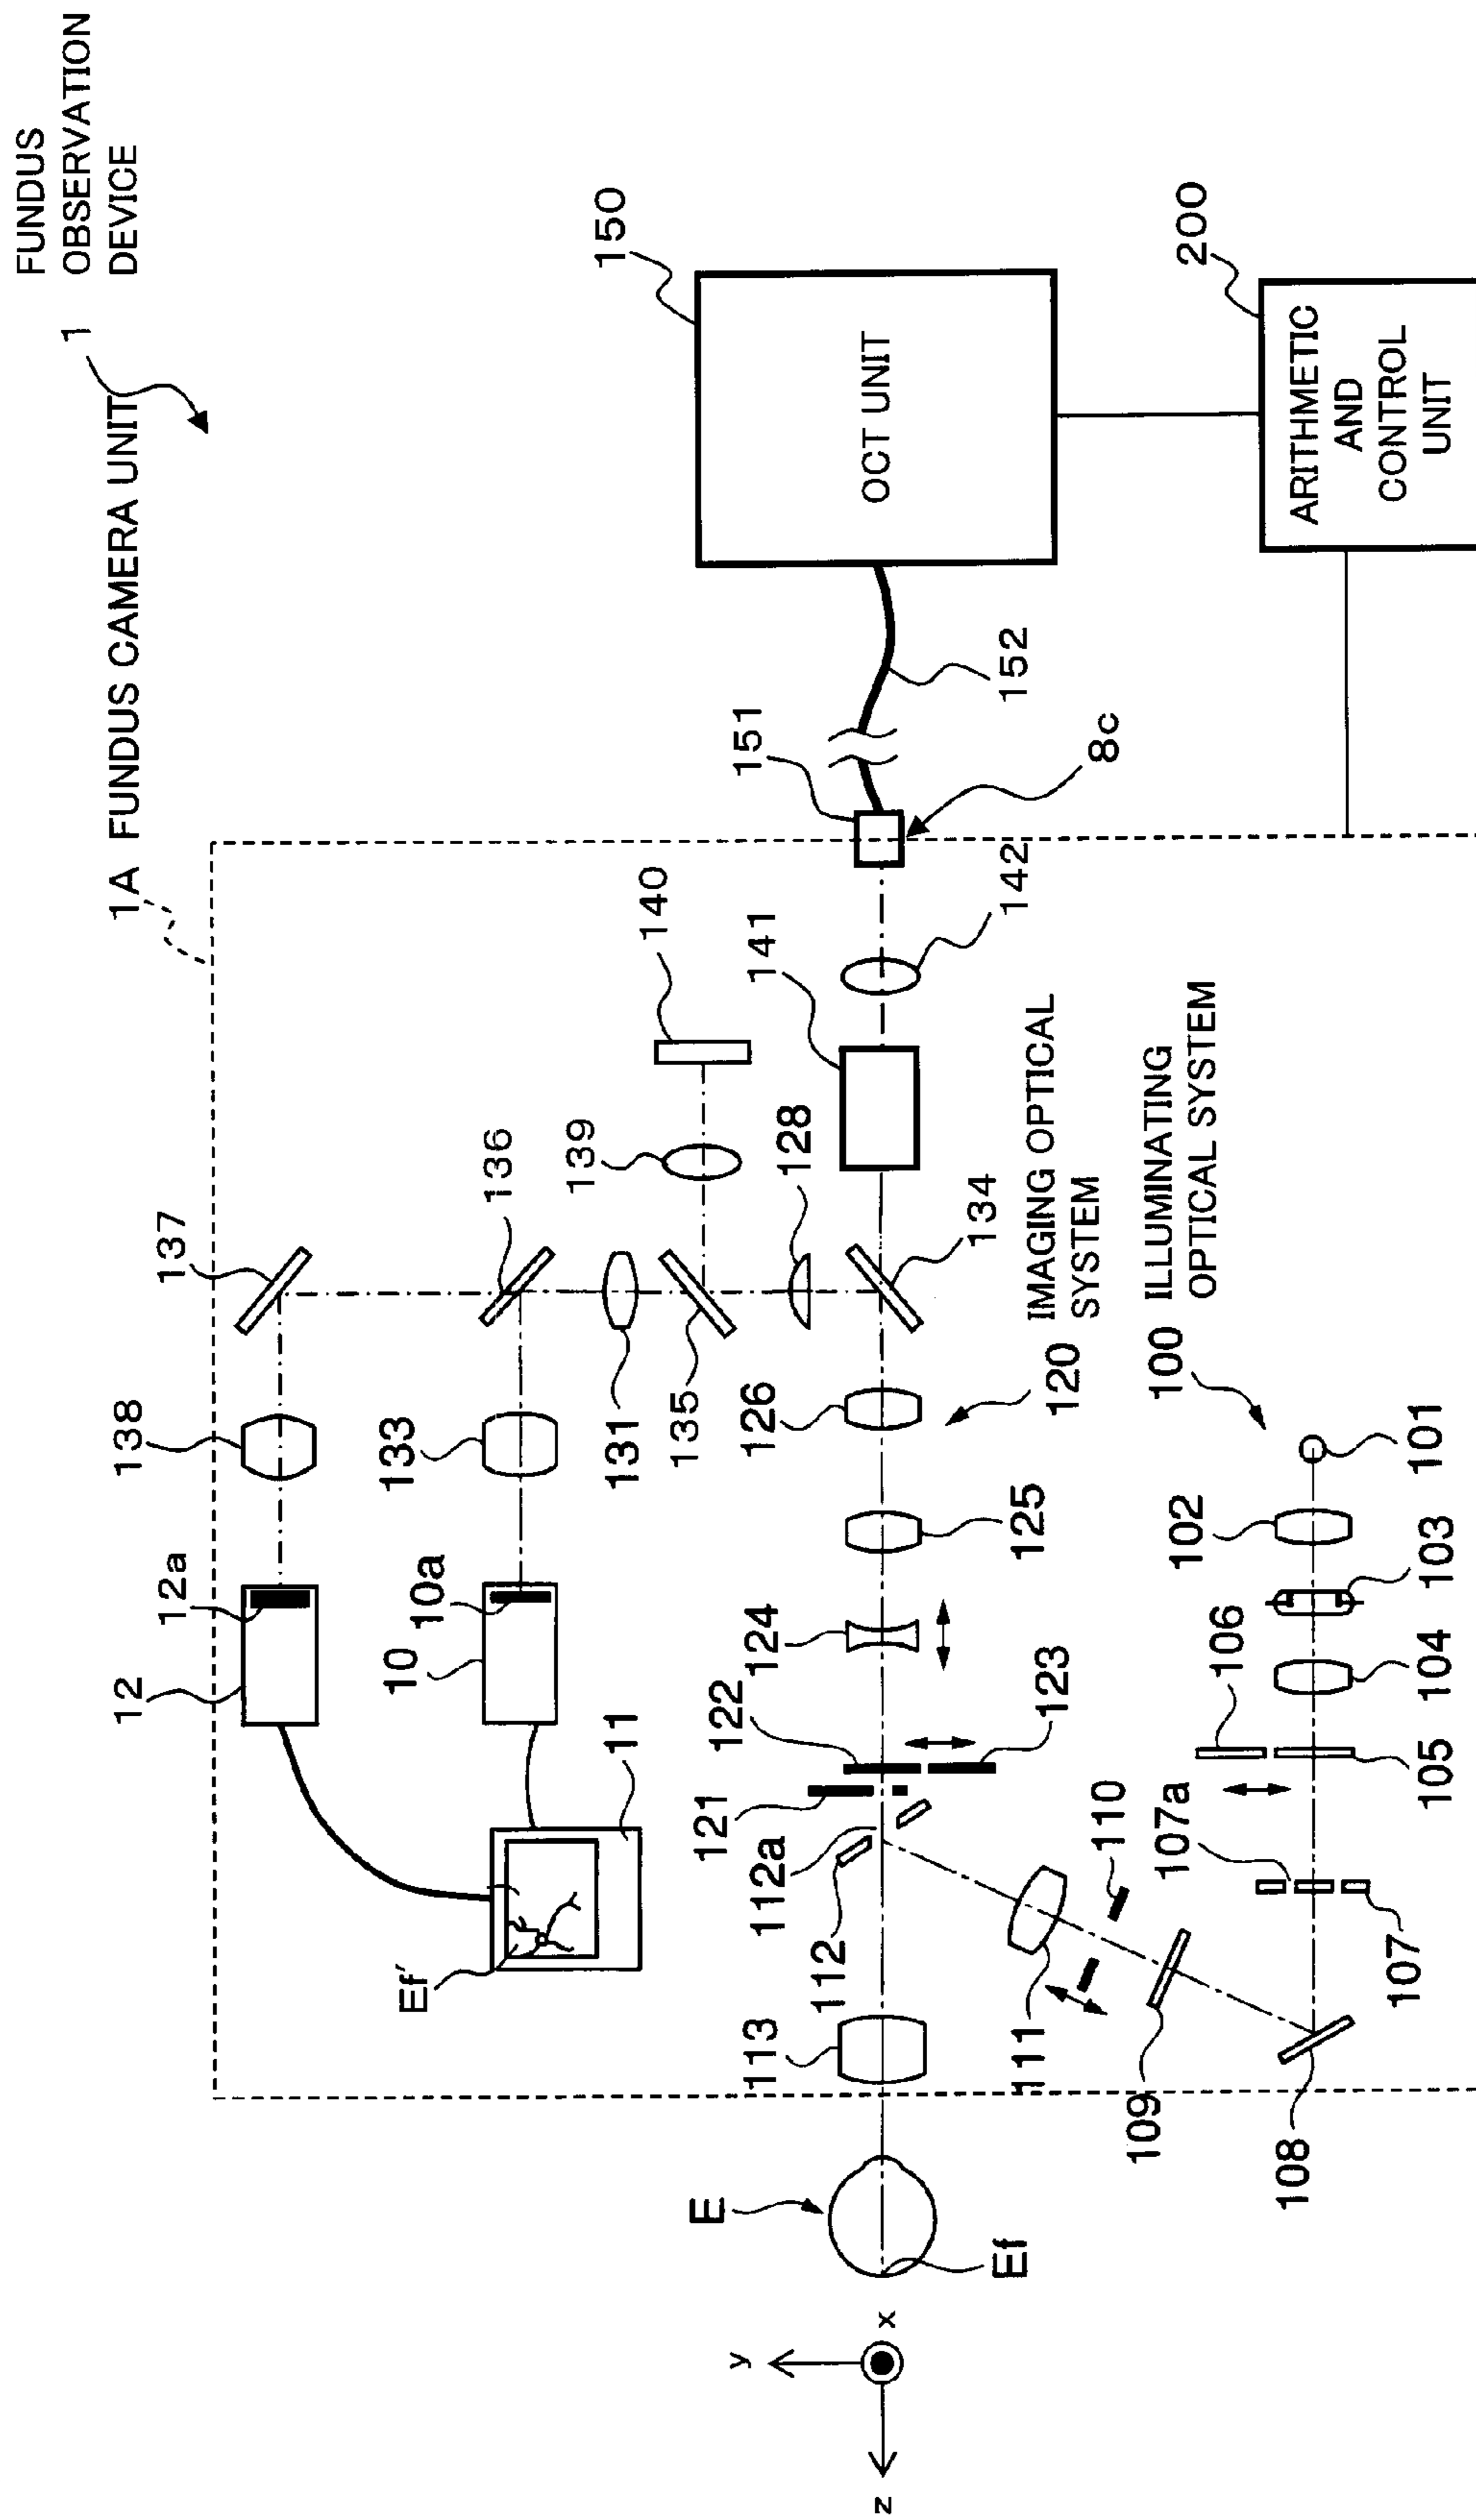 FUNDUS
OBSERVATION
DEVICE
1
1A FUNDUS CAMERA UNIT
137
138
12a
12
136
133
10a
10
11
Ef′
140
139
131
135
150
OCT UNIT
151
152
8c
142
141
128
134
126
125
124
122
123
121
112a
112
113
IMAGING OPTICAL
SYSTEM
120
200
ARITHMETIC
AND
CONTROL
UNIT
ILLUMINATING
OPTICAL SYSTEM
100
101
102
103
104
106
105
107a
107
110
111
109
108
E
Ef
y
x
z